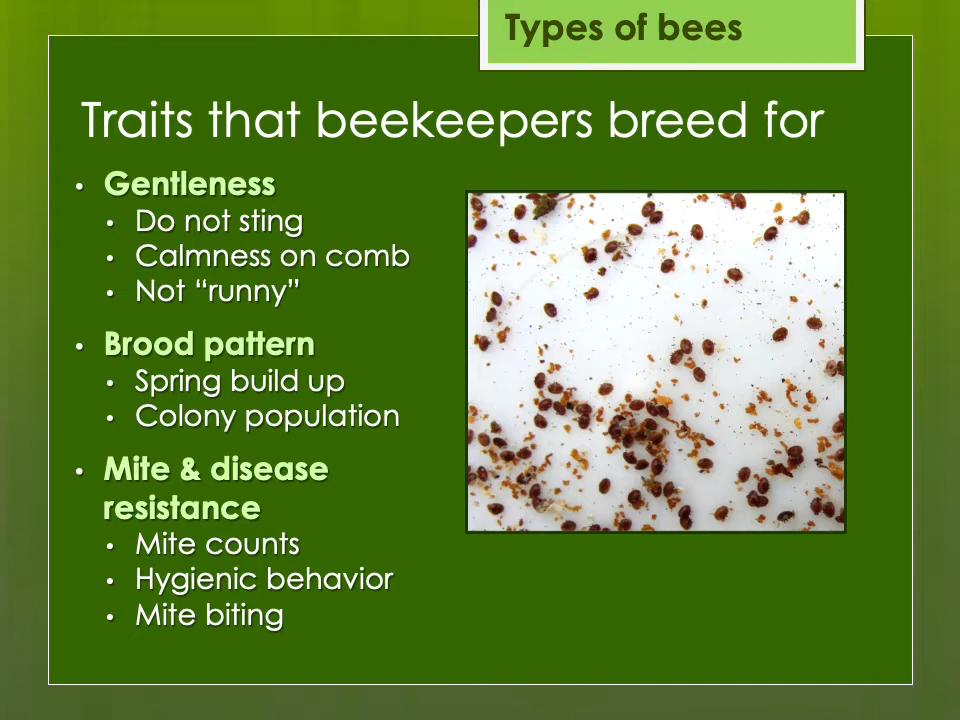 Types of bees
Traits that beekeepers breed for
• Gentleness
• Do not sting
• Calmness on comb
• Not “runny”
• Brood pattern
• Spring build up
• Colony population
• Mite & disease
resistance
• Mite counts
• Hygienic behavior
• Mite biting